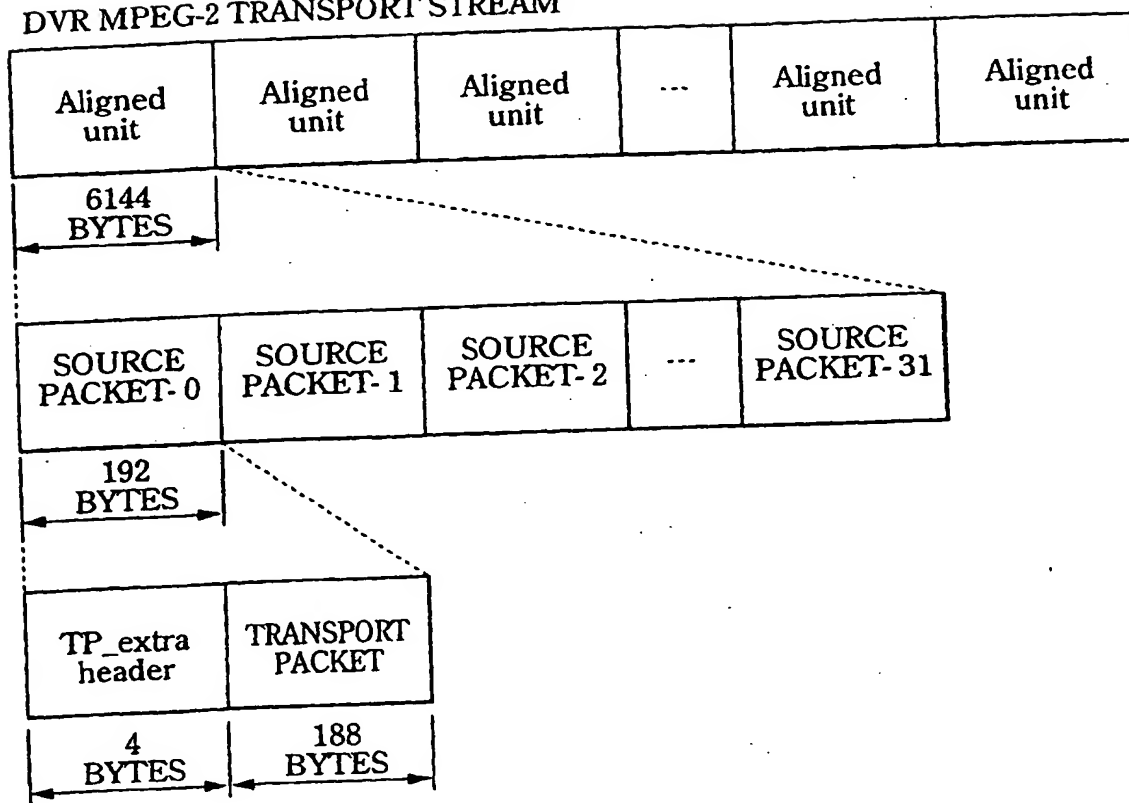 DVR MPEG-2 TRANSPORT STREAM
Aligned unit
Aligned unit
Aligned unit
---
Aligned unit
Aligned unit
6144 BYTES
SOURCE PACKET- 0
SOURCE PACKET- 1
SOURCE PACKET- 2
---
SOURCE PACKET- 31
192 BYTES
TP_extra header
TRANSPORT PACKET
4 BYTES
188 BYTES